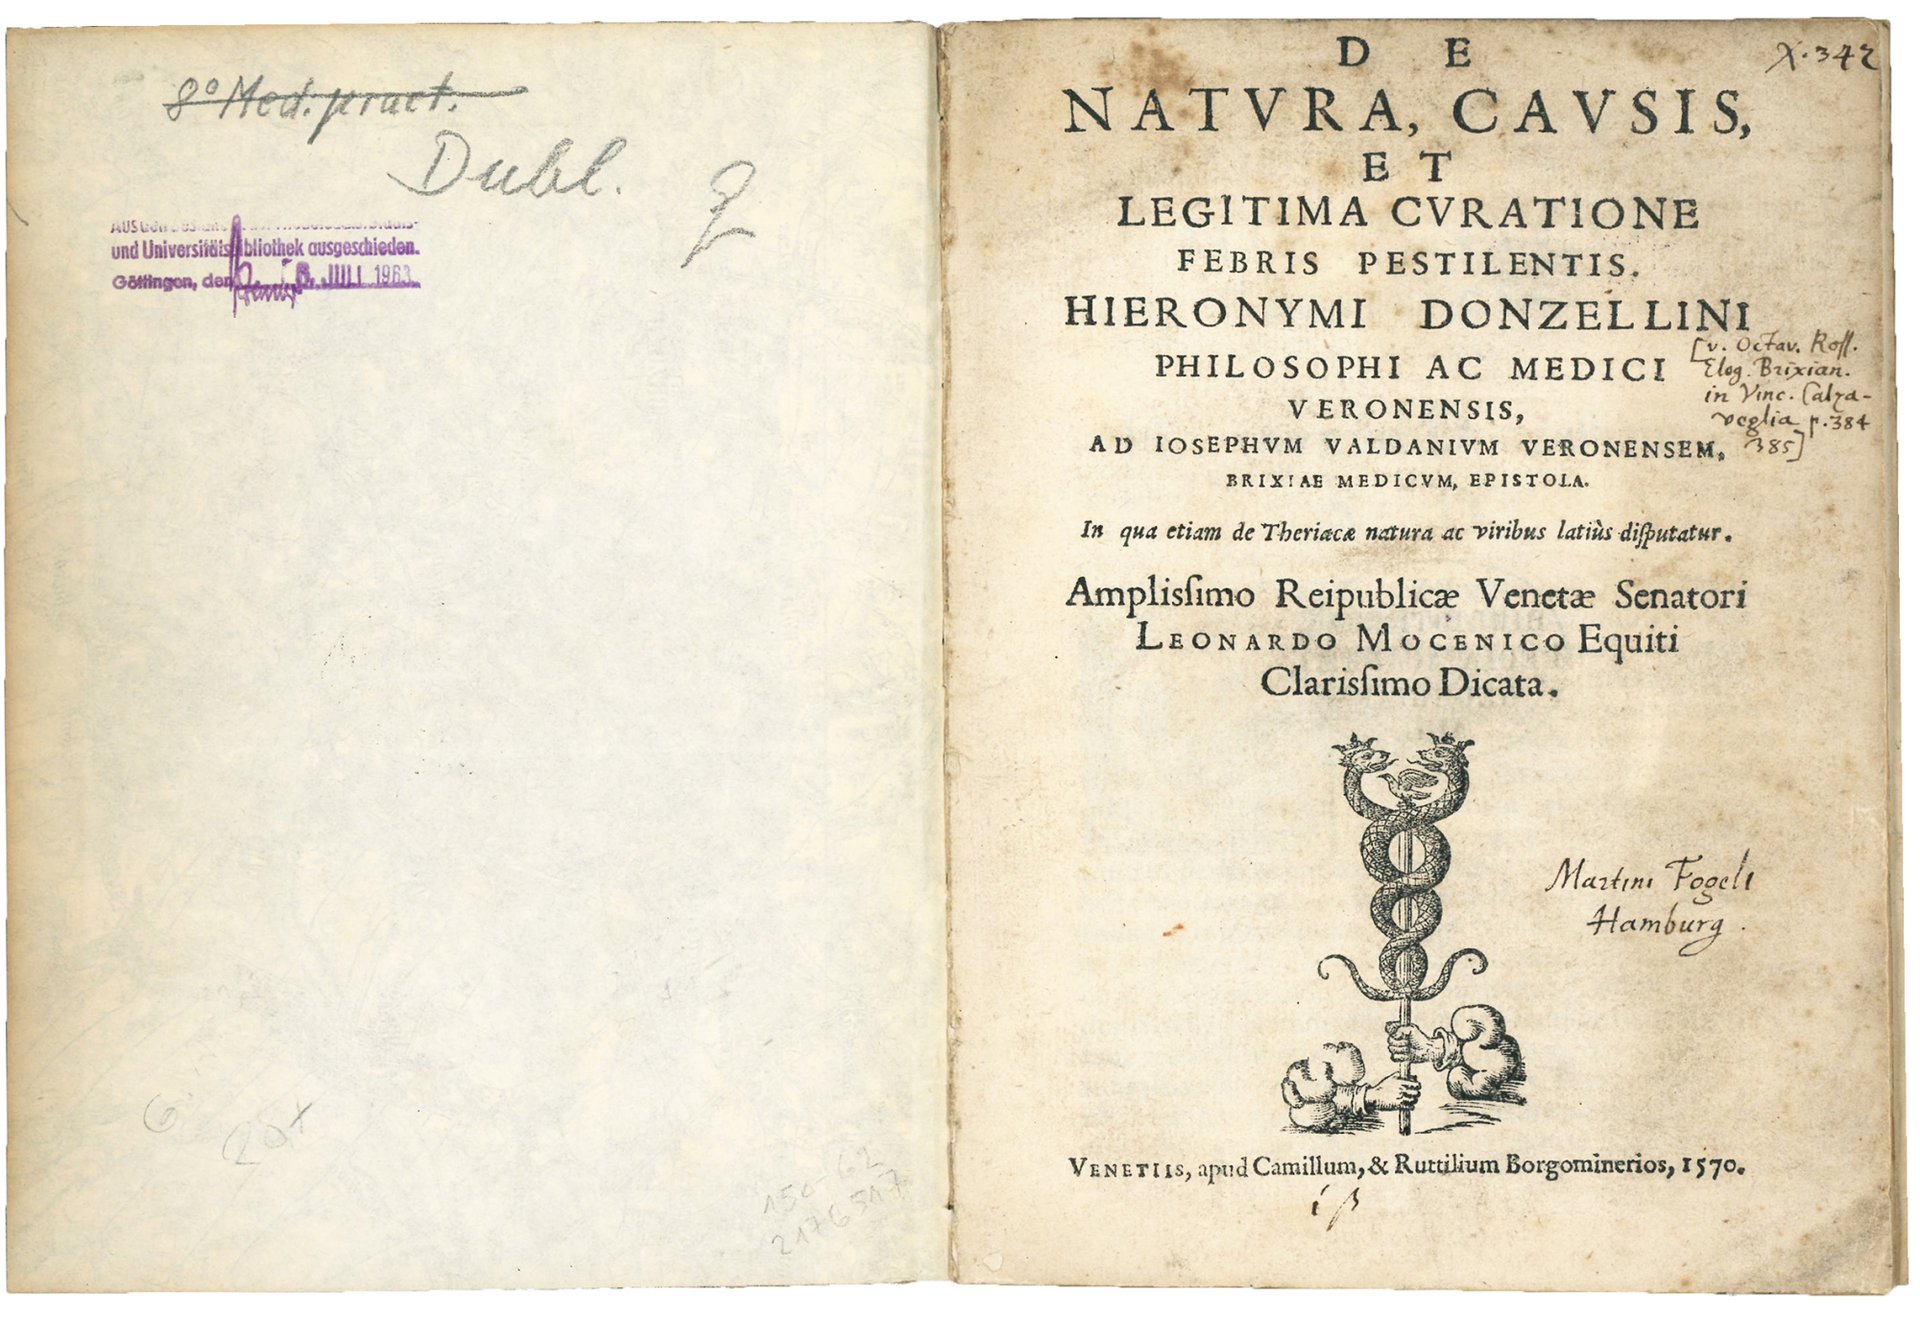 8° Med. pract.
Dubl.
und Universitätsbibliothek ausgeschieden.
Göttingen, den JULI 1963
6
20x
X. 342
DE
NATVRA, CAVSIS,
ET
LEGITIMA CVRATIONE
FEBRIS PESTILENTIS.
HIERONYMI DONZELLINI
PHILOSOPHI AC MEDICI
VERONENSIS,
AD IOSEPHVM VALDANIVM VERONENSEM,
BRIXIAE MEDICVM, EPISTOLA.
[v. Octav. Roſſ.
Elog. Brixian.
in Vinc. Calza-
veglia p. 384
385]
In qua etiam de Theriacæ natura ac viribus latiùs diſputatur.
Amplisſimo Reipublicæ Venetæ Senatori
LEONARDO MOCENICO Equiti
Clarisſimo Dicata.
Martini Fogeli
Hamburg.
VENETIIS, apud Camillum, & Ruttilium Borgominerios, 1570.